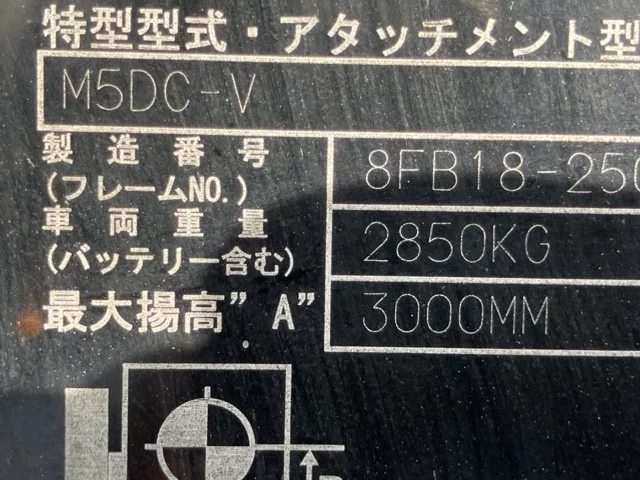 特型型式・アタッチメント型
M5DC-V
製造番号 8FB18-250
(フレームNO.)
車両重量 2850KG
(バッテリー含む)
最大揚高"A" 3000MM